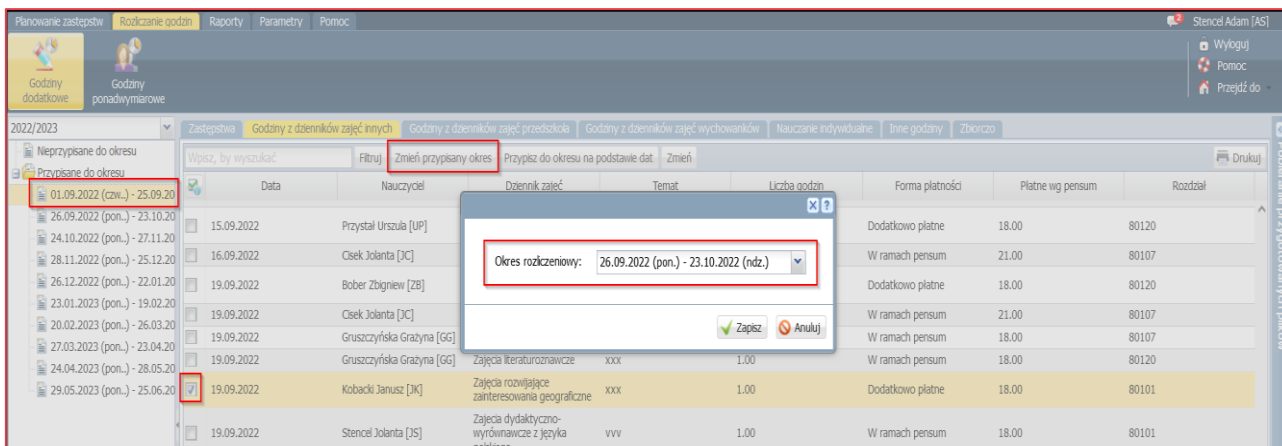 Planowanie zastępstw Rozliczanie godzin Raporty Parametry Pomoc
2 Stencel Adam [AS]
Godziny dodatkowe
Godziny ponadwymiarowe
Wyloguj
Pomoc
Przejdź do
2022/2023
Nieprzypisane do okresu
Przypisane do okresu
01.09.2022 (czw..) - 25.09.20
26.09.2022 (pon..) - 23.10.20
24.10.2022 (pon..) - 27.11.20
28.11.2022 (pon..) - 25.12.20
26.12.2022 (pon..) - 22.01.20
23.01.2023 (pon..) - 19.02.20
20.02.2023 (pon..) - 26.03.20
27.03.2023 (pon..) - 23.04.20
24.04.2023 (pon..) - 28.05.20
29.05.2023 (pon..) - 25.06.20
Zastępstwa Godziny z dzienników zajęć innych Godziny z dzienników zajęć przedszkola Godziny z dzienników zajęć wychowanków Nauczanie indywidualne Inne godziny Zbiorczo
Wpisz, by wyszukać Filtruj Zmień przypisany okres Przypisz do okresu na podstawie dat Zmień Drukuj
Data Nauczyciel Dziennik zajęć Temat Liczba godzin Forma płatności Płatne wg pensum Rozdział
15.09.2022 Przystał Urszula [UP] Dodatkowo płatne 18.00 80120
16.09.2022 Cisek Jolanta [JC] W ramach pensum 21.00 80107
19.09.2022 Bober Zbigniew [ZB] Dodatkowo płatne 18.00 80120
19.09.2022 Cisek Jolanta [JC] W ramach pensum 21.00 80107
19.09.2022 Gruszczyńska Grażyna [GG] W ramach pensum 18.00 80107
19.09.2022 Gruszczyńska Grażyna [GG] Zajęcia literaturoznawcze xxx 1.00 W ramach pensum 18.00 80120
19.09.2022 Kobacki Janusz [JK] Zajęcia rozwijające zainteresowania geograficzne xxx 1.00 Dodatkowo płatne 18.00 80101
19.09.2022 Stencel Jolanta [JS] Zajęcia dydaktyczno-wyrównawcze z języka vvv 1.00 W ramach pensum 18.00 80101
Okres rozliczeniowy: 26.09.2022 (pon.) - 23.10.2022 (ndz.)
Zapisz Anuluj